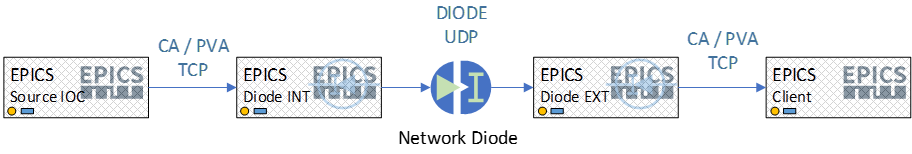 DIODE
UDP
CA / PVA
TCP
CA / PVA
TCP
EPICS
Source IOC
EPICS
EPICS
Diode INT
EPICS
EPICS
Diode EXT
EPICS
EPICS
Client
EPICS
Network Diode